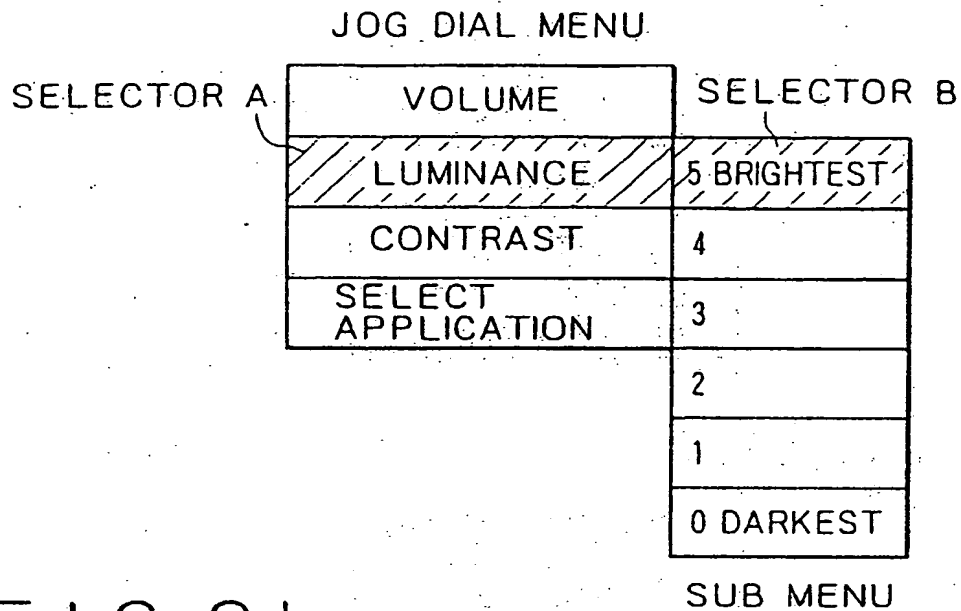 JOG DIAL MENU
SELECTOR A
VOLUME
SELECTOR B
LUMINANCE
5 BRIGHTEST
CONTRAST
4
SELECT
APPLICATION
3
2
1
0 DARKEST
SUB MENU